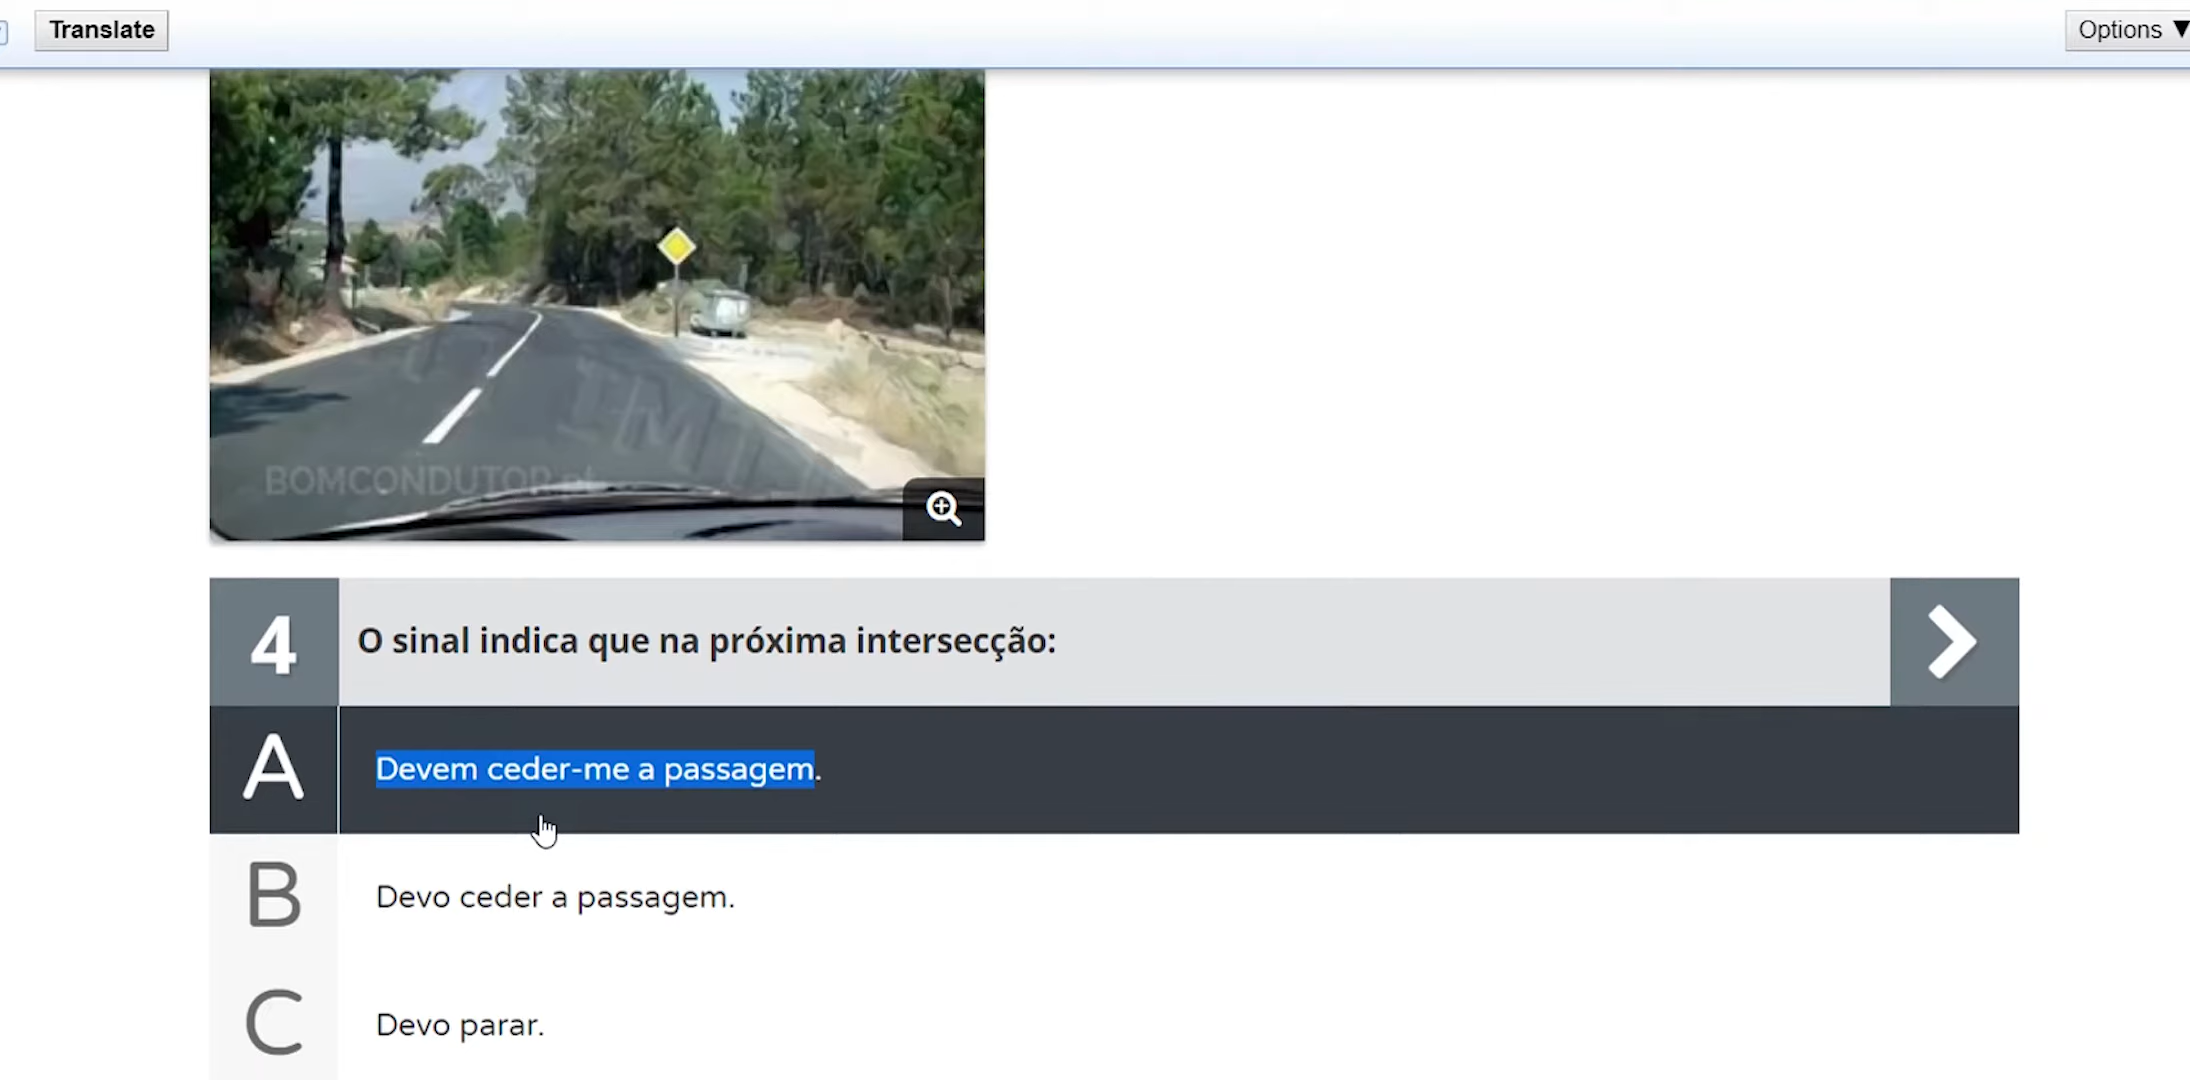 Translate
Options ▼
BOMCONDUTOR.pt
IMT
4
O sinal indica que na próxima intersecção:
A
Devem ceder-me a passagem.
B
Devo ceder a passagem.
C
Devo parar.